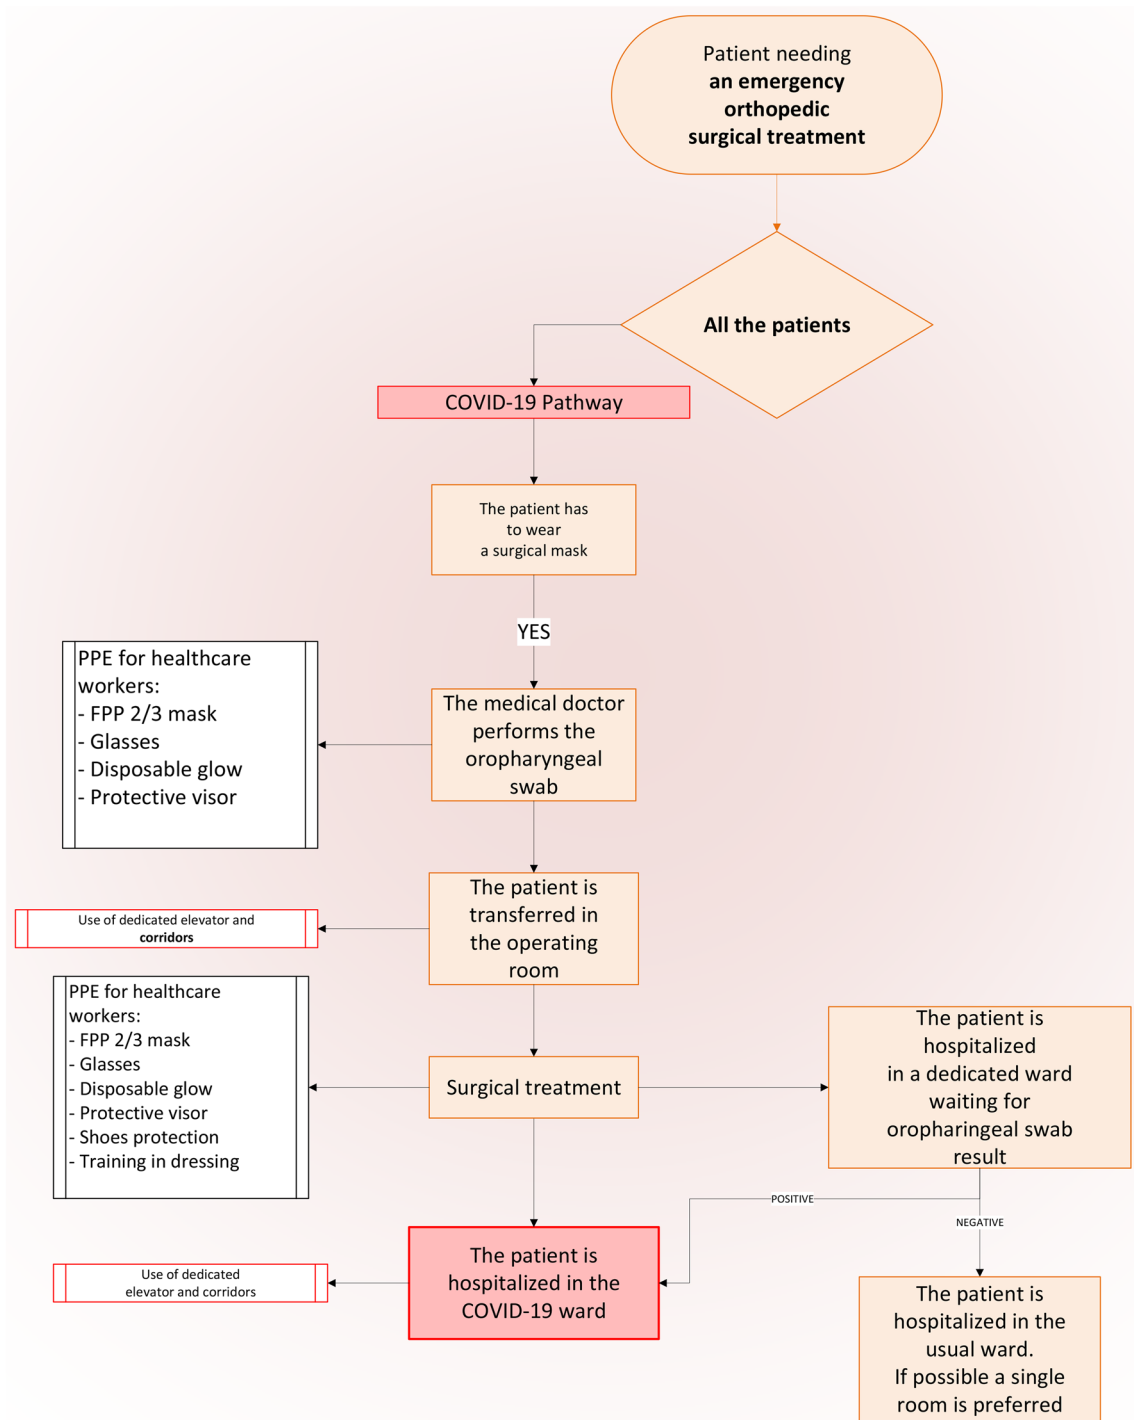 Patient needing
an emergency
orthopedic
surgical treatment
All the patients
COVID-19 Pathway
The patient has
to wear
a surgical mask
YES
PPE for healthcare
workers:
- FPP 2/3 mask
- Glasses
- Disposable glow
- Protective visor
The medical doctor
performs the
oropharyngeal
swab
The patient is
transferred in
the operating
room
Use of dedicated elevator and
corridors
PPE for healthcare
workers:
- FPP 2/3 mask
- Glasses
- Disposable glow
- Protective visor
- Shoes protection
- Training in dressing
Surgical treatment
The patient is
hospitalized
in a dedicated ward
waiting for
oropharingeal swab
result
POSITIVE
NEGATIVE
The patient is
hospitalized in the
COVID-19 ward
Use of dedicated
elevator and corridors
The patient is
hospitalized in the
usual ward.
If possible a single
room is preferred